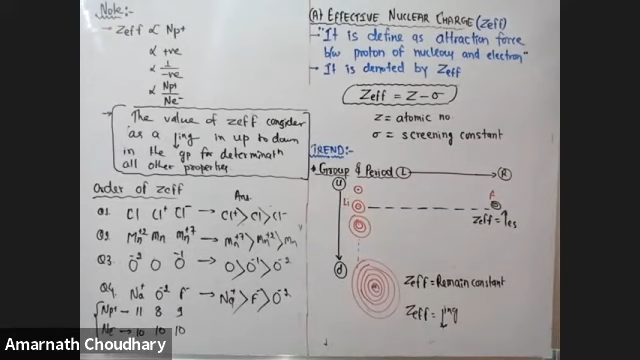 Note:-
→ Zeff ∝ Np+
∝ +ve
∝ 1/-ve
∝ Np+/Ne-
→ The value of zeff consider
as a ↓ing in up to down
in the gp for determinatn
all other properties
Order of Zeff
Ans.
Q1. Cl Cl+ Cl- → Cl+ > Cl > Cl-
Q2. Mn+2 Mn Mn+7 → Mn+7 > Mn+2 > Mn
Q3. O-2 O O-1 → O > O-1 > O-2
Q4. Na+ O-2 F- → Na+ > F- > O-2
Np+ → 11 8 9
Ne- → 10 10 10
(A) EFFECTIVE NUCLEAR CHARGE (Zeff)
→ "It is define as attraction force
b/w proton of nucleus and electron"
→ It is denoted by Zeff
Zeff = Z - σ
Z = atomic no.
σ = screening constant
TREND:-
Group & Period (L) → (R)
(U)
Li
F
Zeff = ↑es
(d)
Zeff = Remain constant
Zeff = ↓ing
Amarnath Choudhary